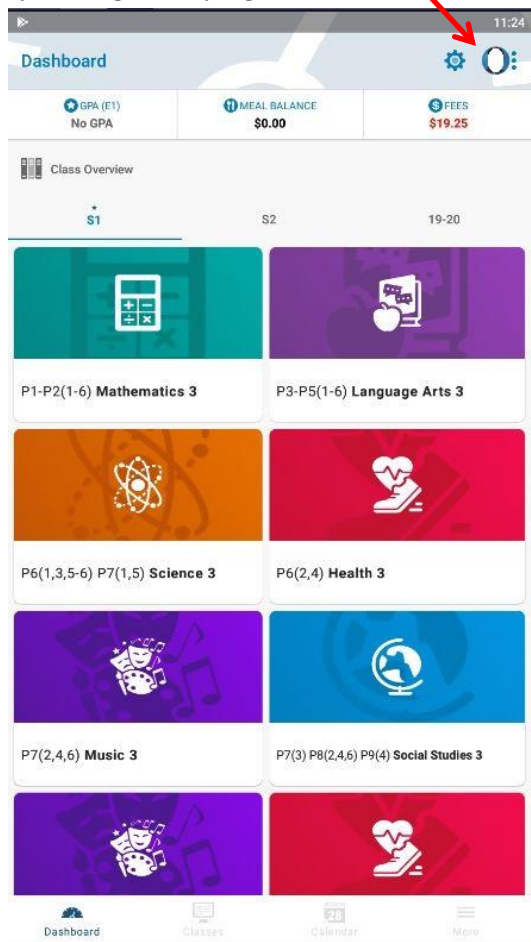 11:24
Dashboard
GPA (E1)
No GPA
MEAL BALANCE
$0.00
FEES
$19.25
Class Overview
S1
S2
19-20
P1-P2(1-6) Mathematics 3
P3-P5(1-6) Language Arts 3
P6(1,3,5-6) P7(1,5) Science 3
P6(2,4) Health 3
P7(2,4,6) Music 3
P7(3) P8(2,4,6) P9(4) Social Studies 3
Dashboard
Classes
28
Calendar
More